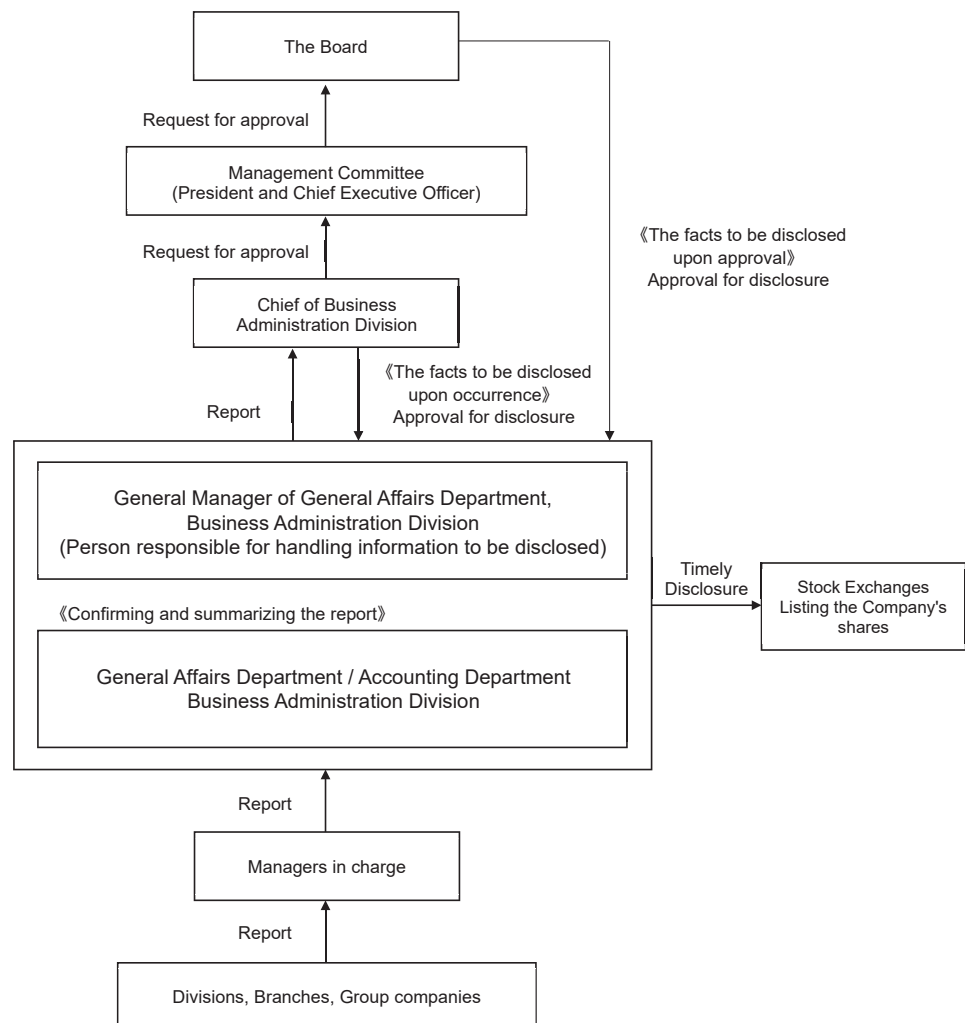 The Board
Request for approval
Management Committee
(President and Chief Executive Officer)
《The facts to be disclosed
upon approval》
Approval for disclosure
Request for approval
Chief of Business
Administration Division
《The facts to be disclosed
upon occurrence》
Approval for disclosure
Report
General Manager of General Affairs Department,
Business Administration Division
(Person responsible for handling information to be disclosed)
Timely
Disclosure
Stock Exchanges
Listing the Company's
shares
《Confirming and summarizing the report》
General Affairs Department / Accounting Department
Business Administration Division
Report
Managers in charge
Report
Divisions, Branches, Group companies